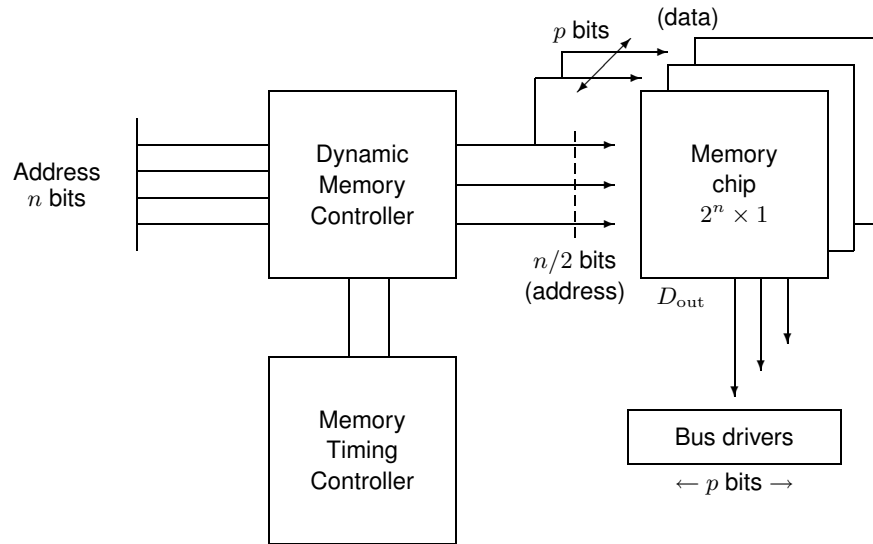 p bits
(data)
Address
n bits
Dynamic
Memory
Controller
Memory
chip
2ⁿ × 1
n/2 bits
(address)
D_out
Memory
Timing
Controller
Bus drivers
← p bits →